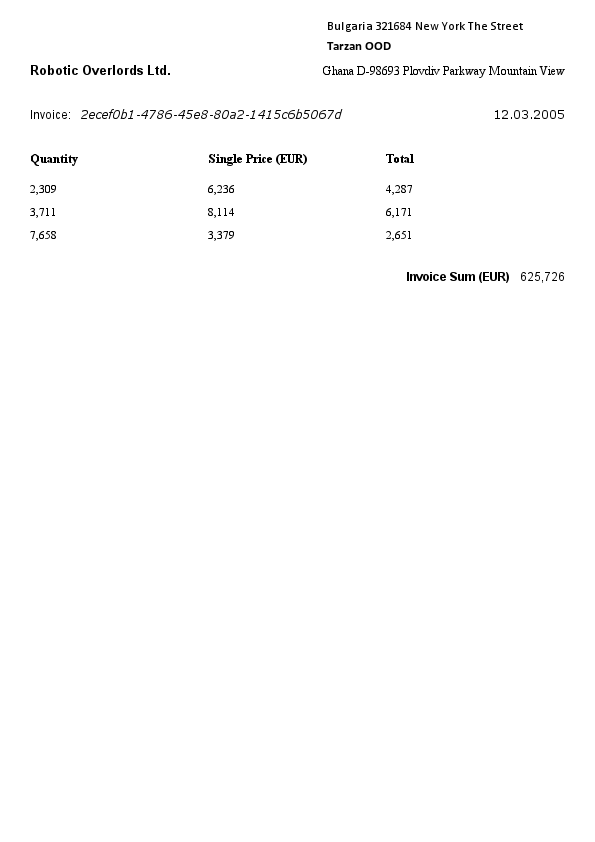 Bulgaria 321684 New York The Street
Tarzan OOD
Robotic Overlords Ltd. Ghana D-98693 Plovdiv Parkway Mountain View
Invoice: 2ecef0b1-4786-45e8-80a2-1415c6b5067d 12.03.2005
Quantity Single Price (EUR) Total
2,309 6,236 4,287
3,711 8,114 6,171
7,658 3,379 2,651
Invoice Sum (EUR) 625,726